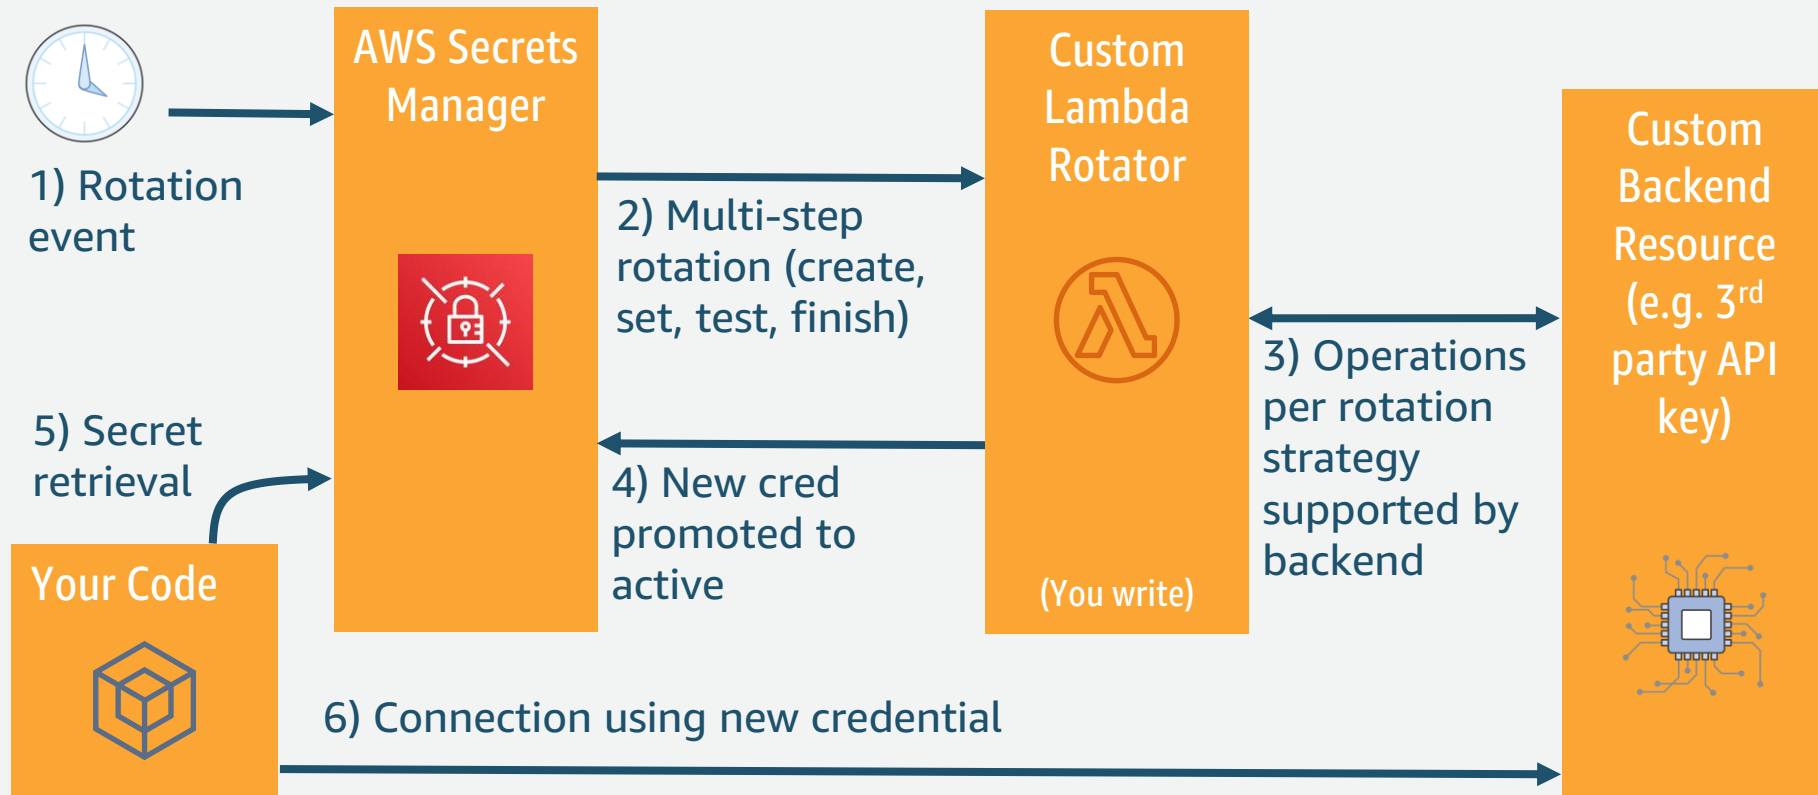 AWS Secrets
Manager
Custom
Lambda
Rotator
Custom
Backend
Resource
(e.g. 3rd
party API
key)
1) Rotation
event
2) Multi-step
rotation (create,
set, test, finish)
3) Operations
per rotation
strategy
supported by
backend
5) Secret
retrieval
4) New cred
promoted to
active
Your Code
(You write)
6) Connection using new credential